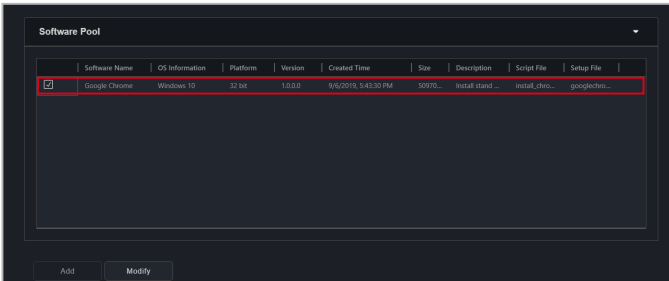 Software Pool
Software Name OS Information Platform Version Created Time Size Description Script File Setup File
Google Chrome Windows 10 32 bit 1.0.0.0 9/6/2019, 5:43:30 PM 50970... Install stand ... install_chro... googlechro...
Add Modify